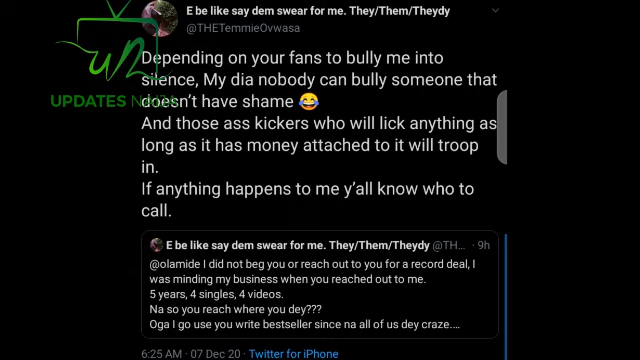 E be like say dem swear for me. They/Them/Theydy
@THETemmieOvwasa
Depending on your fans to bully me into
silence, My dia nobody can bully someone that
doesn't have shame 😂
And those ass kickers who will lick anything as
long as it has money attached to it will troop
in.
If anything happens to me y'all know who to
call.
E be like say dem swear for me. They/Them/Theydy @TH... · 9h
@olamide I did not beg you or reach out to you for a record deal, I
was minding my business when you reached out to me.
5 years, 4 singles, 4 videos.
Na so you reach where you dey???
Oga I go use you write bestseller since na all of us dey craze....
6:25 AM · 07 Dec 20 · Twitter for iPhone
un
UPDATES NAIJA